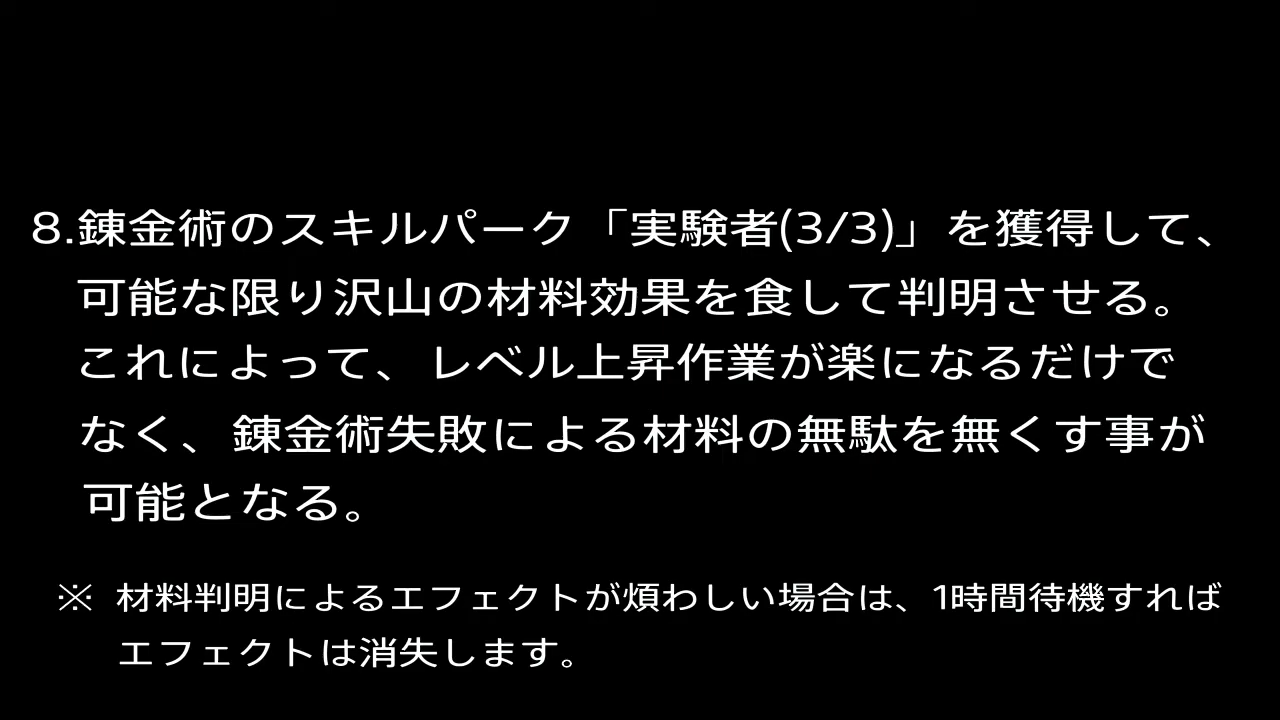 8.錬金術のスキルパーク「実験者(3/3)」を獲得して、
可能な限り沢山の材料効果を食して判明させる。
これによって、レベル上昇作業が楽になるだけで
なく、錬金術失敗による材料の無駄を無くす事が
可能となる。
※ 材料判明によるエフェクトが煩わしい場合は、1時間待機すれば
エフェクトは消失します。